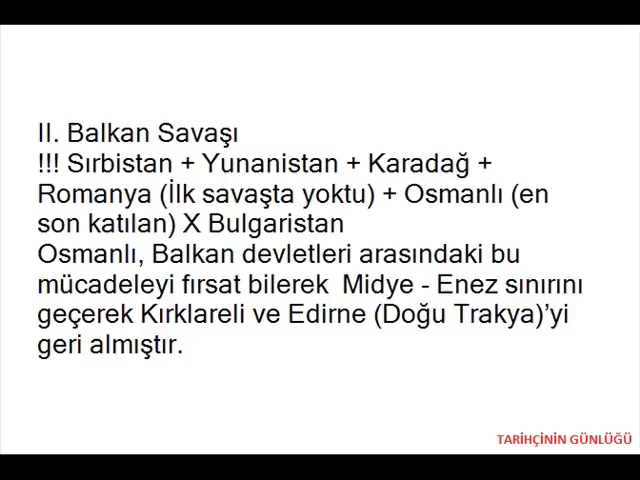 II. Balkan Savaşı
!!! Sırbistan + Yunanistan + Karadağ +
Romanya (İlk savaşta yoktu) + Osmanlı (en
son katılan) X Bulgaristan
Osmanlı, Balkan devletleri arasındaki bu
mücadeleyi fırsat bilerek  Midye - Enez sınırını
geçerek Kırklareli ve Edirne (Doğu Trakya)’yi
geri almıştır.
TARİHÇİNİN GÜNLÜĞÜ